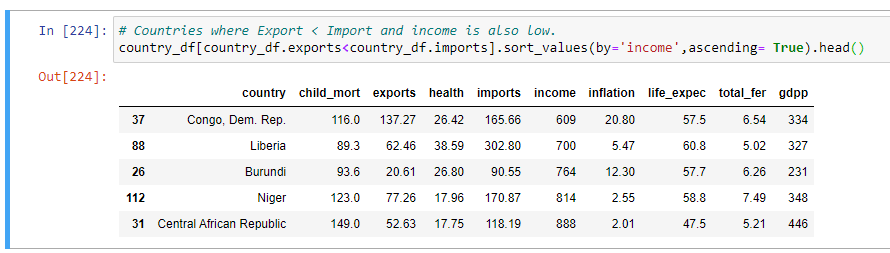 In [224]: # Countries where Export < Import and income is also low.
country_df[country_df.exports<country_df.imports].sort_values(by='income',ascending= True).head()
Out[224]:
country child_mort exports health imports income inflation life_expec total_fer gdpp
37 Congo, Dem. Rep. 116.0 137.27 26.42 165.66 609 20.80 57.5 6.54 334
88 Liberia 89.3 62.46 38.59 302.80 700 5.47 60.8 5.02 327
26 Burundi 93.6 20.61 26.80 90.55 764 12.30 57.7 6.26 231
112 Niger 123.0 77.26 17.96 170.87 814 2.55 58.8 7.49 348
31 Central African Republic 149.0 52.63 17.75 118.19 888 2.01 47.5 5.21 446